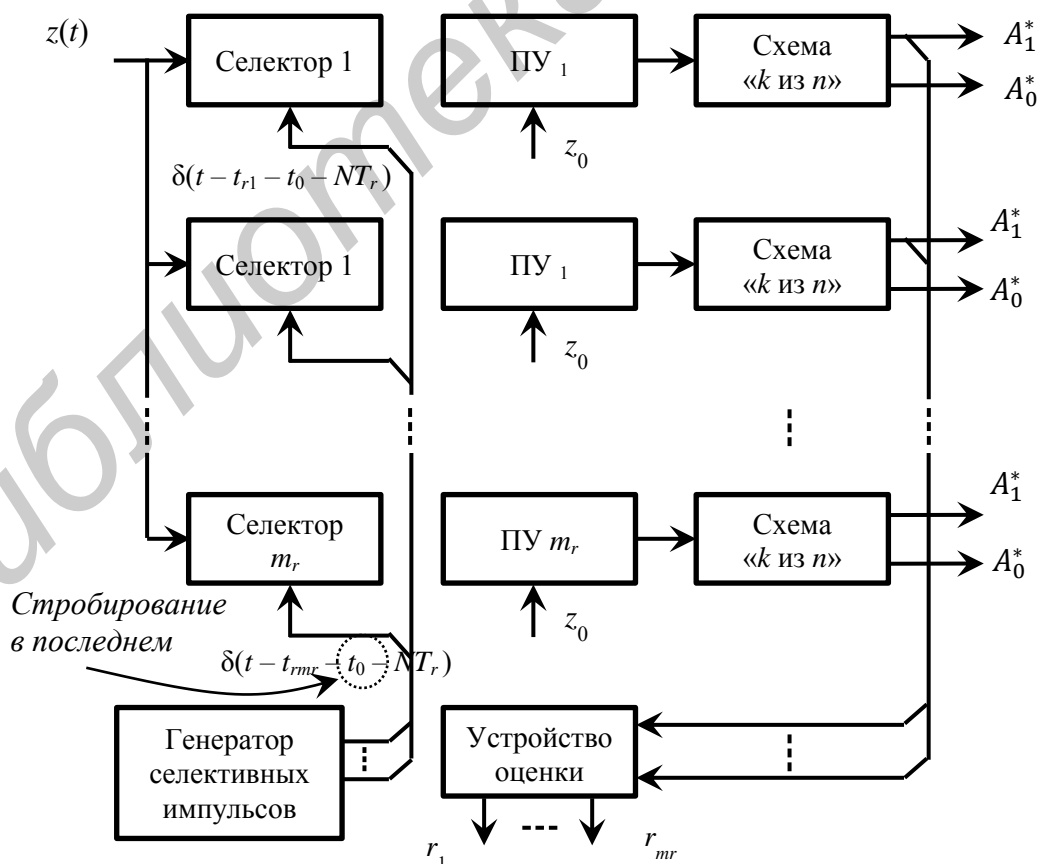 z(t)
Селектор 1
ПУ 1
Схема
«k из n»
A₁*
A₀*
z₀
δ(t – tᵣ₁ – t₀ – NTᵣ)
Селектор 1
ПУ 1
Схема
«k из n»
A₁*
A₀*
z₀
Селектор
mᵣ
ПУ mᵣ
Схема
«k из n»
A₁*
A₀*
z₀
Стробирование
в последнем
δ(t – tᵣₘᵣ – t₀ – NTᵣ)
Генератор
селективных
импульсов
Устройство
оценки
r₁
rₘᵣ
библиотека